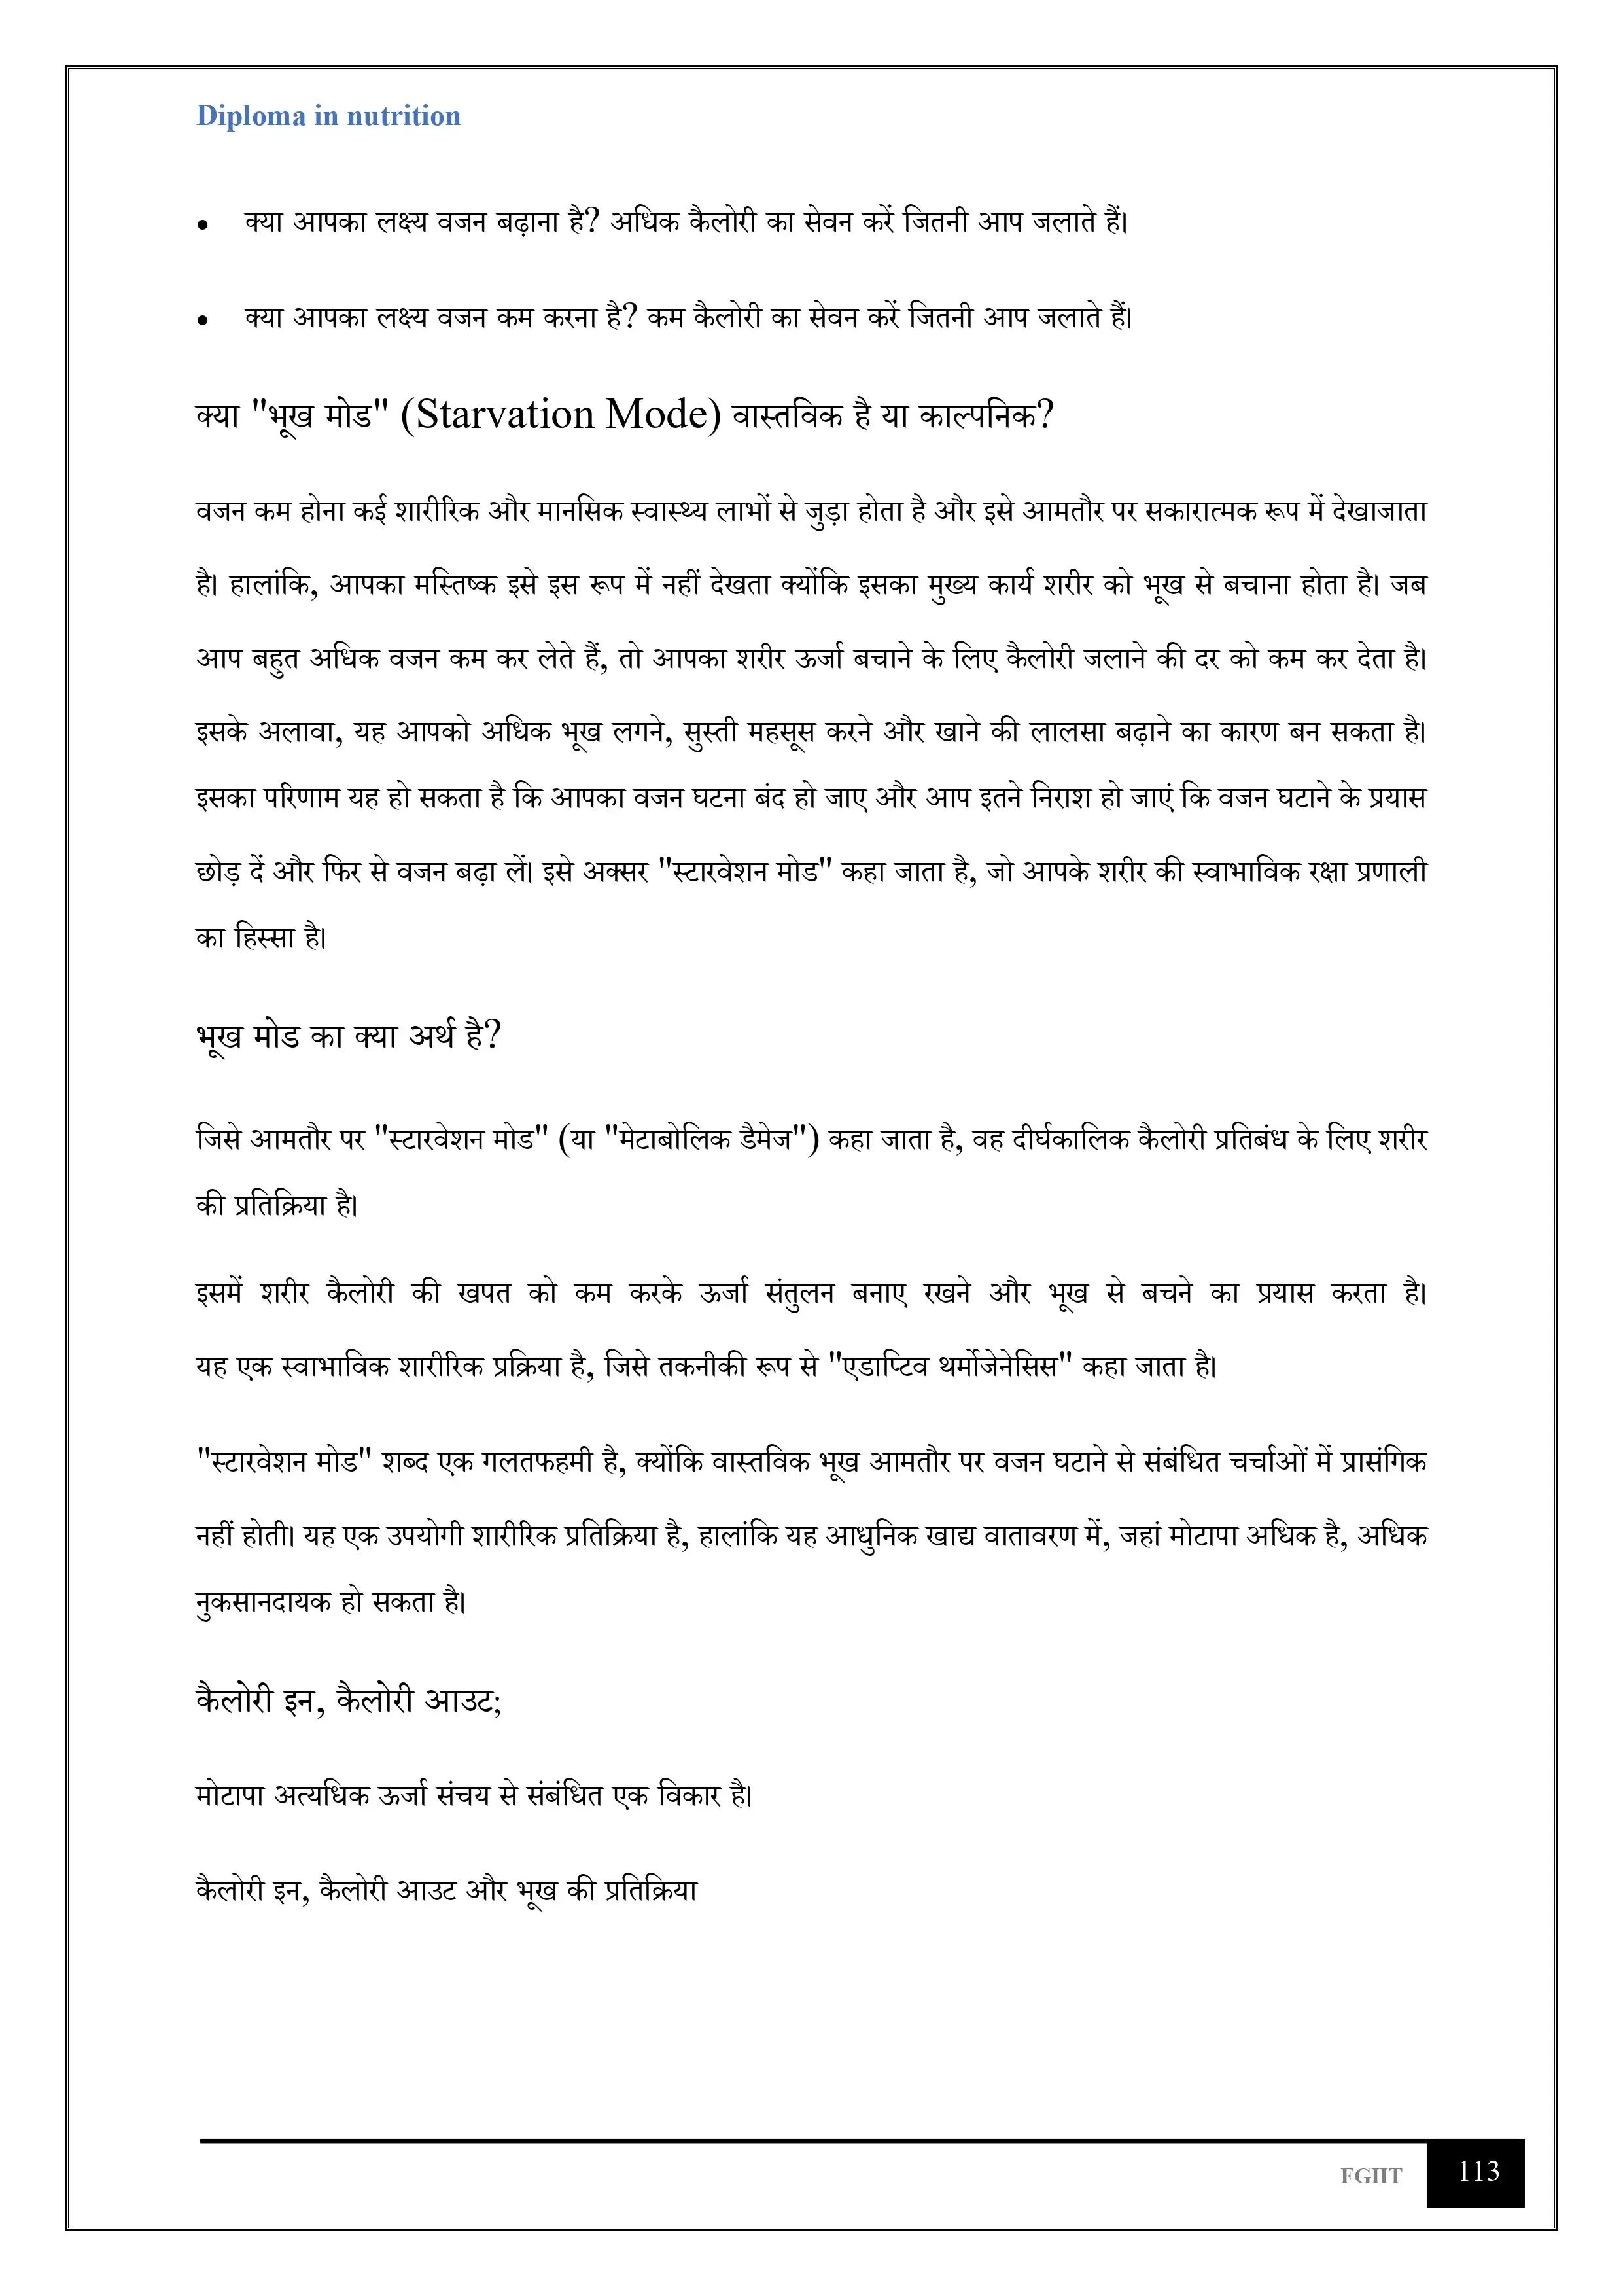 Diploma in nutrition
• क्या आपका लक्ष्य वजन बढ़ाना है? अधिक कैलोरी का सेवन करें जितनी आप जलाते हैं।
• क्या आपका लक्ष्य वजन कम करना है? कम कैलोरी का सेवन करें जितनी आप जलाते हैं।
क्या "भूख मोड" (Starvation Mode) वास्तविक है या काल्पनिक?
वजन कम होना कई शारीरिक और मानसिक स्वास्थ्य लाभों से जुड़ा होता है और इसे आमतौर पर सकारात्मक रूप में देखाजाता
है। हालांकि, आपका मस्तिष्क इसे इस रूप में नहीं देखता क्योंकि इसका मुख्य कार्य शरीर को भूख से बचाना होता है। जब
आप बहुत अधिक वजन कम कर लेते हैं, तो आपका शरीर ऊर्जा बचाने के लिए कैलोरी जलाने की दर को कम कर देता है।
इसके अलावा, यह आपको अधिक भूख लगने, सुस्ती महसूस करने और खाने की लालसा बढ़ाने का कारण बन सकता है।
इसका परिणाम यह हो सकता है कि आपका वजन घटना बंद हो जाए और आप इतने निराश हो जाएं कि वजन घटाने के प्रयास
छोड़ दें और फिर से वजन बढ़ा लें। इसे अक्सर "स्टारवेशन मोड" कहा जाता है, जो आपके शरीर की स्वाभाविक रक्षा प्रणाली
का हिस्सा है।
भूख मोड का क्या अर्थ है?
जिसे आमतौर पर "स्टारवेशन मोड" (या "मेटाबोलिक डैमेज") कहा जाता है, वह दीर्घकालिक कैलोरी प्रतिबंध के लिए शरीर
की प्रतिक्रिया है।
इसमें शरीर कैलोरी की खपत को कम करके ऊर्जा संतुलन बनाए रखने और भूख से बचने का प्रयास करता है।
यह एक स्वाभाविक शारीरिक प्रक्रिया है, जिसे तकनीकी रूप से "एडाप्टिव थर्मोजेनेसिस" कहा जाता है।
"स्टारवेशन मोड" शब्द एक गलतफहमी है, क्योंकि वास्तविक भूख आमतौर पर वजन घटाने से संबंधित चर्चाओं में प्रासंगिक
नहीं होती। यह एक उपयोगी शारीरिक प्रतिक्रिया है, हालांकि यह आधुनिक खाद्य वातावरण में, जहां मोटापा अधिक है, अधिक
नुकसानदायक हो सकता है।
कैलोरी इन, कैलोरी आउट;
मोटापा अत्यधिक ऊर्जा संचय से संबंधित एक विकार है।
कैलोरी इन, कैलोरी आउट और भूख की प्रतिक्रिया
FGIIT 113